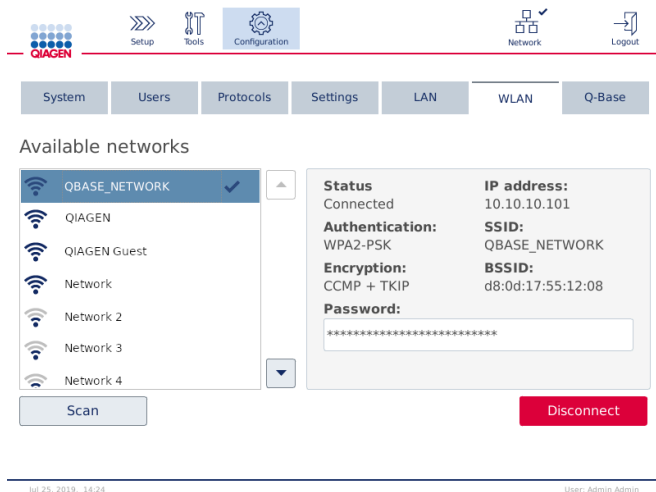 QIAGEN
Setup
Tools
Configuration
Network
Logout
System
Users
Protocols
Settings
LAN
WLAN
Q-Base
Available networks
QBASE_NETWORK
QIAGEN
QIAGEN Guest
Network
Network 2
Network 3
Network 4
Status
Connected
IP address:
10.10.10.101
Authentication:
WPA2-PSK
SSID:
QBASE_NETWORK
Encryption:
CCMP + TKIP
BSSID:
d8:0d:17:55:12:08
Password:
**************************
Scan
Disconnect
Jul 25, 2019, 14:24
User: Admin Admin